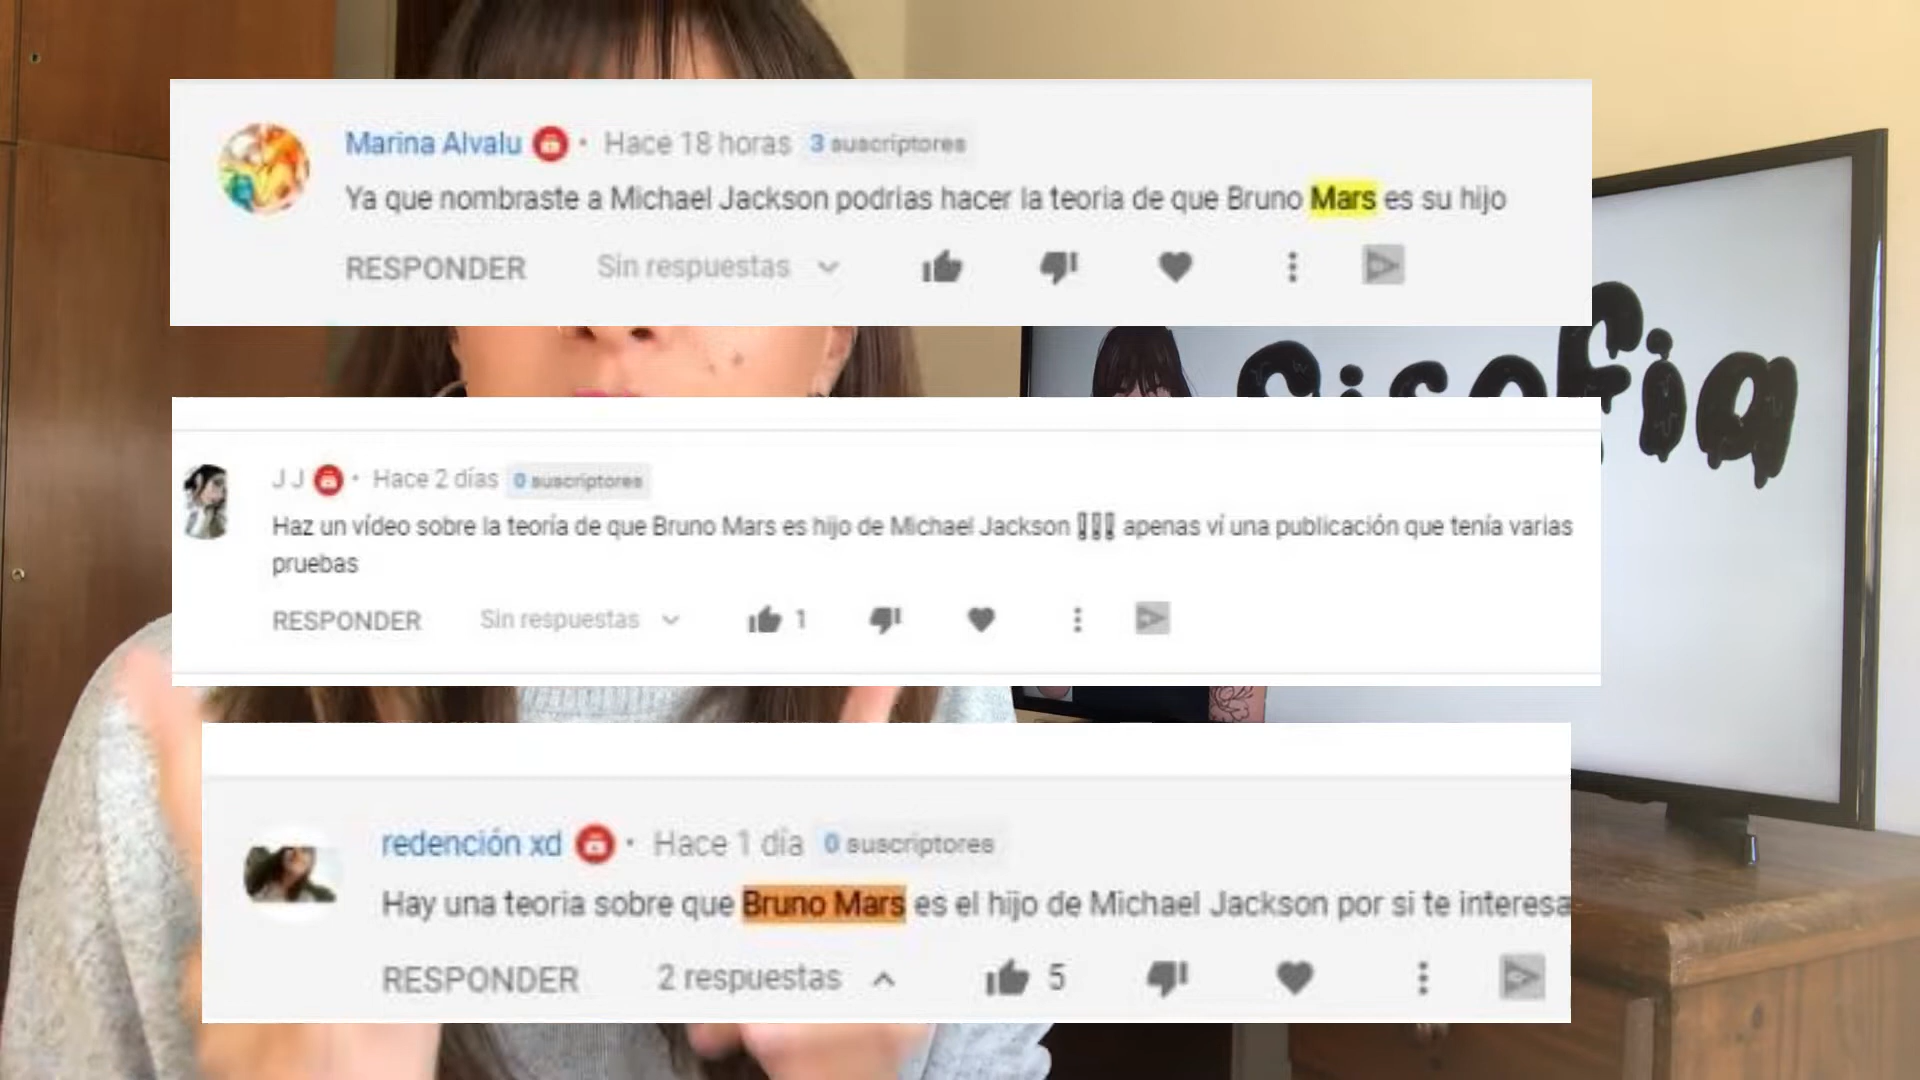 Marina Alvalu • Hace 18 horas 3 suscriptores
Ya que nombraste a Michael Jackson podrias hacer la teoria de que Bruno Mars es su hijo
RESPONDER Sin respuestas
J J • Hace 2 días 0 suscriptores
Haz un vídeo sobre la teoría de que Bruno Mars es hijo de Michael Jackson !!! apenas ví una publicación que tenía varias
pruebas
RESPONDER Sin respuestas 1
redención xd • Hace 1 día 0 suscriptores
Hay una teoria sobre que Bruno Mars es el hijo de Michael Jackson por si te interesa
RESPONDER 2 respuestas 5